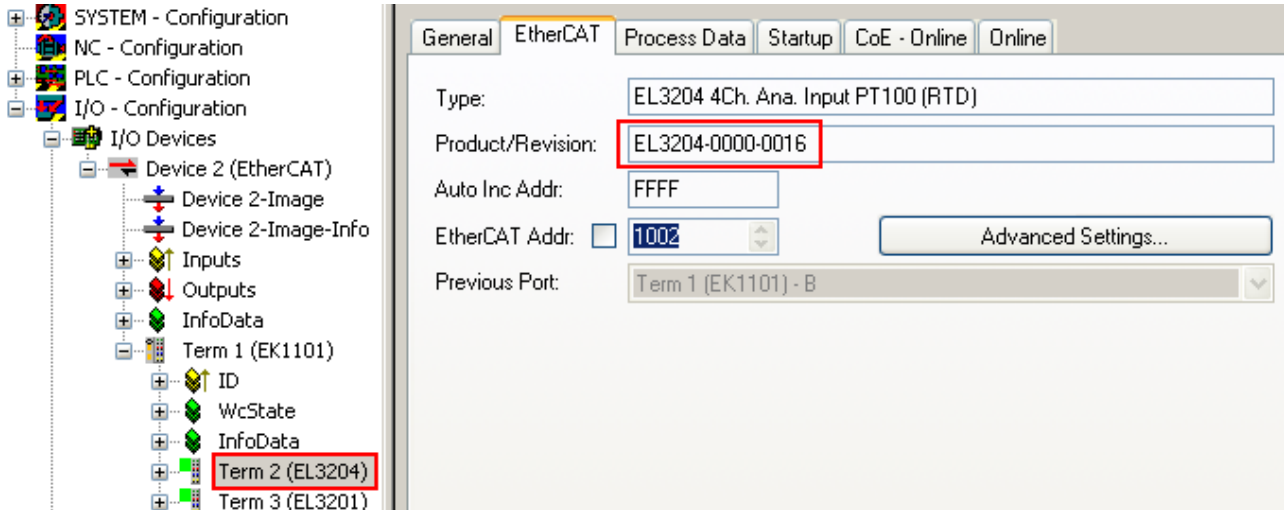 SYSTEM - Configuration
NC - Configuration
PLC - Configuration
I/O - Configuration
I/O Devices
Device 2 (EtherCAT)
Device 2-Image
Device 2-Image-Info
Inputs
Outputs
InfoData
Term 1 (EK1101)
ID
WcState
InfoData
Term 2 (EL3204)
Term 3 (EL3201)
General EtherCAT Process Data Startup CoE - Online Online
Type: EL3204 4Ch. Ana. Input PT100 (RTD)
Product/Revision: EL3204-0000-0016
Auto Inc Addr: FFFF
EtherCAT Addr: 1002 Advanced Settings...
Previous Port: Term 1 (EK1101) - B